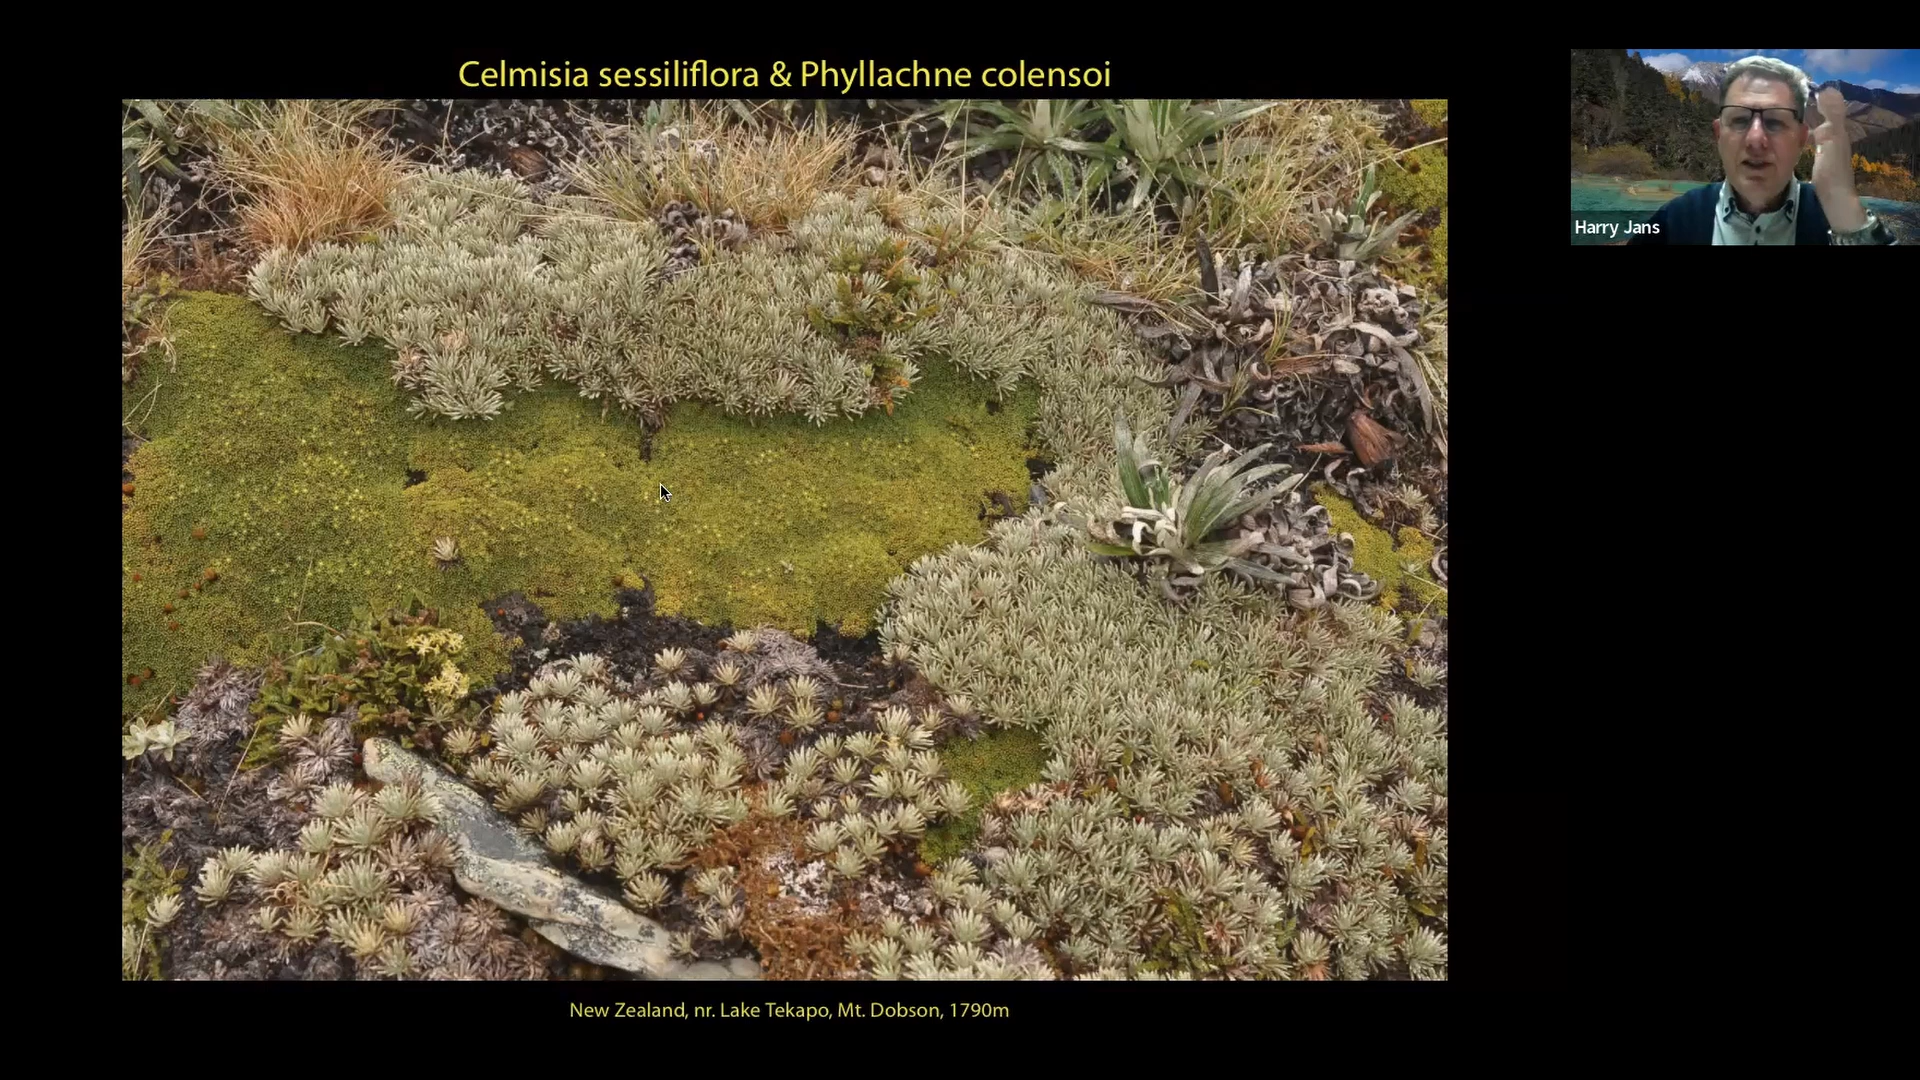 Celmisia sessiliflora & Phyllachne colensoi
Harry Jans
New Zealand, nr. Lake Tekapo, Mt. Dobson, 1790m